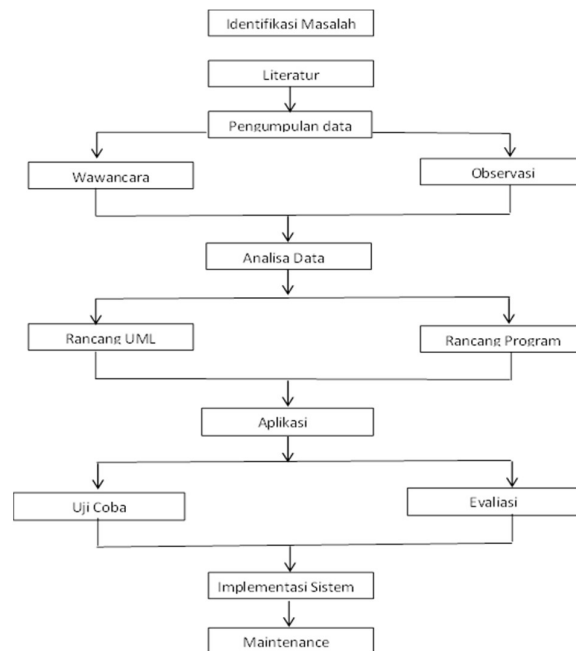 Identifikasi Masalah
Literatur
Pengumpulan data
Wawancara
Observasi
Analisa Data
Rancang UML
Rancang Program
Aplikasi
Uji Coba
Evaliasi
Implementasi Sistem
Maintenance